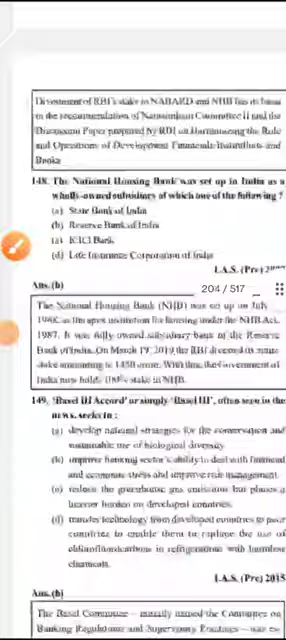 Divestment of RBI's stake in NABARD and NHB has its basis
in the recommendation of Narasimham Committee II and the
Discussion Paper prepared by RBI on Harmonizing the Role
and Operations of Development Financial Institutions and
Banks
148. The National Housing Bank was set up in India as a
wholly-owned subsidiary of which one of the following ?
(a) State Bank of India
(b) Reserve Bank of India
(c) ICICI Bank
(d) Life Insurance Corporation of India
I.A.S. (Pre)
Ans. (b)
204 / 517
The National Housing Bank (NHB) was set up on July
1988, as the apex institution for housing under the NHB Act,
1987. It was fully owned subsidiary bank of the Reserve
Bank of India. On March 19, 2019 the RBI divested its entire
stake amounting to 1450 crore. With this, the Government of
India now holds 100% stake in NHB.
149. 'Basel III Accord' or simply 'Basel III', often seen in the
news, seeks to :
(a) develop national strategies for the conservation and
sustainable use of biological diversity
(b) improve banking sector's ability to deal with financial
and economic stress and improve risk management
(c) reduce the greenhouse gas emissions but places a
heavier burden on developed countries
(d) transfer technology from developed countries to poor
countries to enable them to replace the use of
chlorofluorocarbons in refrigeration with harmless
chemicals
I.A.S. (Pre) 2015
Ans. (b)
The Basel Committee – initially named the Committee on
Banking Regulations and Supervisory Practices – was